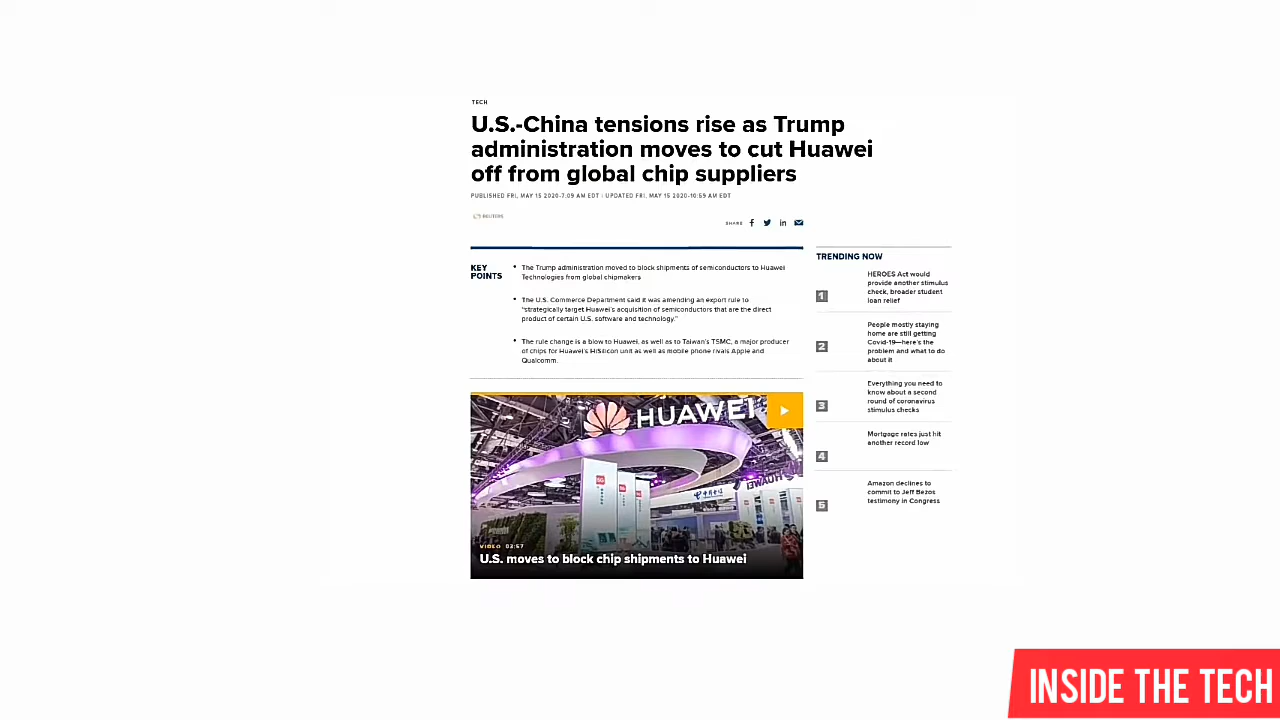 TECH
U.S.-China tensions rise as Trump
administration moves to cut Huawei
off from global chip suppliers
PUBLISHED FRI, MAY 15 2020-7:09 AM EDT | UPDATED FRI, MAY 15 2020-10:59 AM EDT
REUTERS
SHARE
KEY
POINTS
• The Trump administration moved to block shipments of semiconductors to Huawei
Technologies from global chipmakers
• The U.S. Commerce Department said it was amending an export rule to
"strategically target Huawei's acquisition of semiconductors that are the direct
product of certain U.S. software and technology."
• The rule change is a blow to Huawei, as well as to Taiwan's TSMC, a major producer
of chips for Huawei's HiSilicon unit as well as mobile phone rivals Apple and
Qualcomm.
HUAWEI
HUAWEI
5G
5G
5G
中国电信
VIDEO 03:57
U.S. moves to block chip shipments to Huawei
TRENDING NOW
1
HEROES Act would
provide another stimulus
check, broader student
loan relief
2
People mostly staying
home are still getting
Covid-19—here's the
problem and what to do
about it
3
Everything you need to
know about a second
round of coronavirus
stimulus checks
4
Mortgage rates just hit
another record low
5
Amazon declines to
commit to Jeff Bezos
testimony in Congress
INSIDE THE TECH